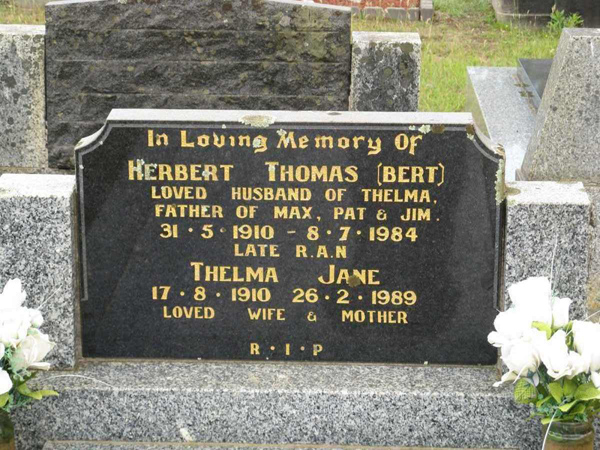 In Loving Memory Of
HERBERT THOMAS (BERT)
LOVED HUSBAND OF THELMA,
FATHER OF MAX, PAT & JIM.
31·5·1910 - 8·7·1984
LATE R.A.N
THELMA JANE
17·8·1910 26·2·1989
LOVED WIFE & MOTHER
R·I·P